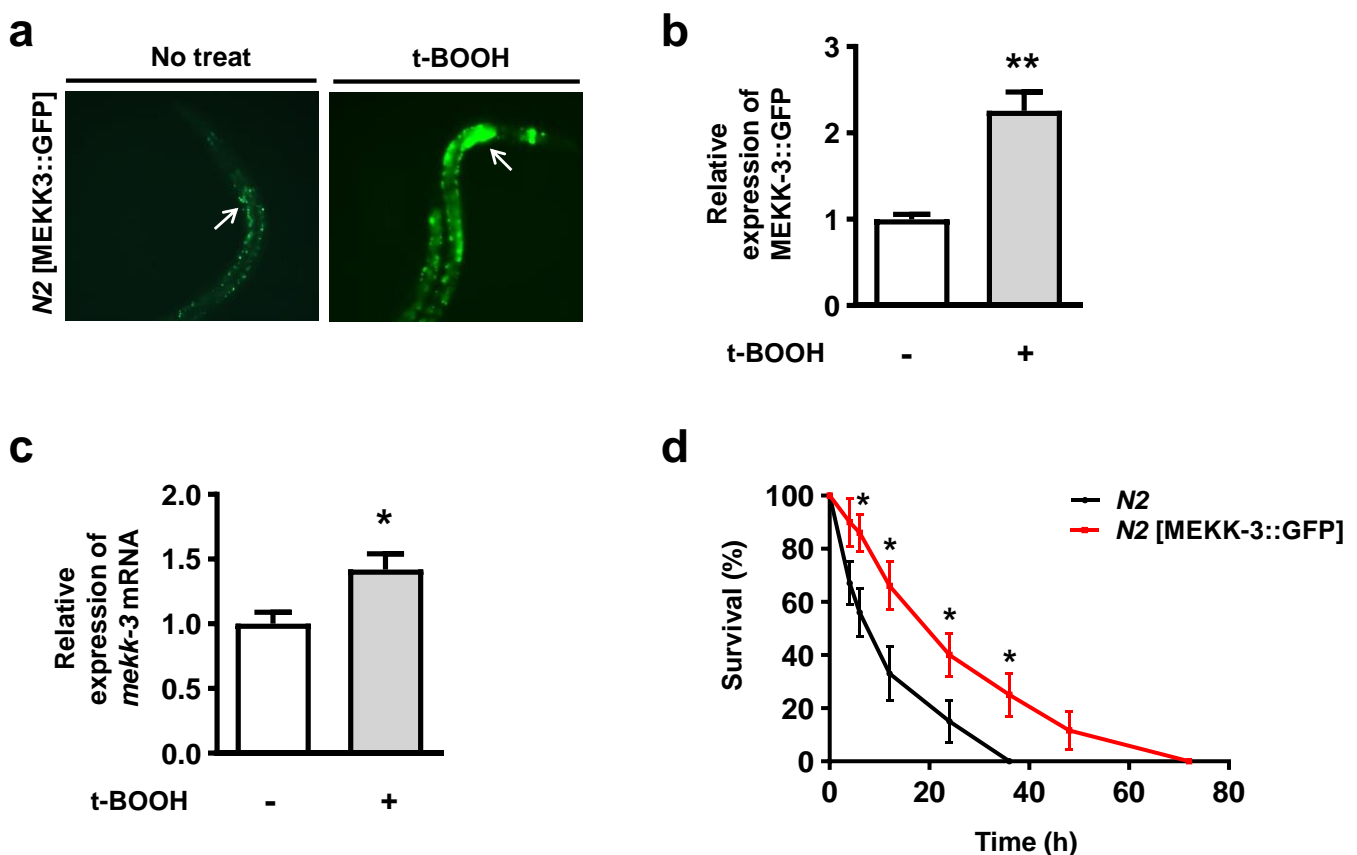 a
No treat
t-BOOH
N2 [MEKK3::GFP]
b
Relative
expression of
MEKK-3::GFP
3
2
1
0
**
t-BOOH
-
+
c
Relative
expression of
mekk-3 mRNA
2.0
1.5
1.0
0.5
0.0
*
t-BOOH
-
+
d
Survival (%)
100
80
60
40
20
0
*
*
*
*
N2
N2 [MEKK-3::GFP]
0 20 40 60 80
Time (h)